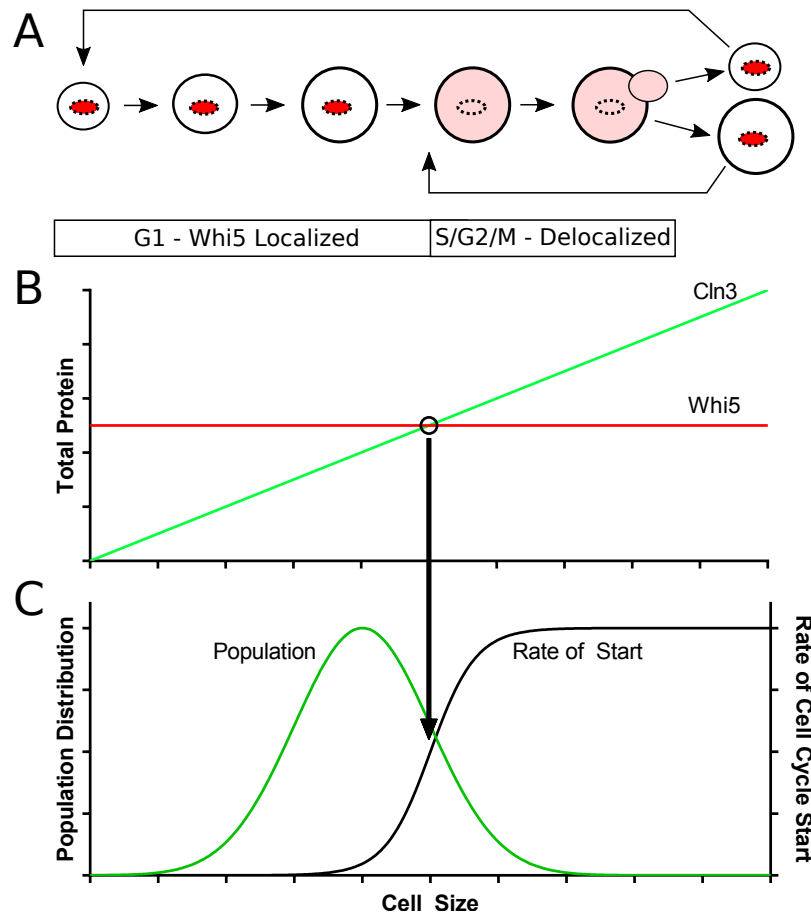 A
G1 - Whi5 Localized
S/G2/M - Delocalized
B
Total Protein
Cln3
Whi5
C
Population Distribution
Population
Rate of Start
Rate of Cell Cycle Start
Cell Size